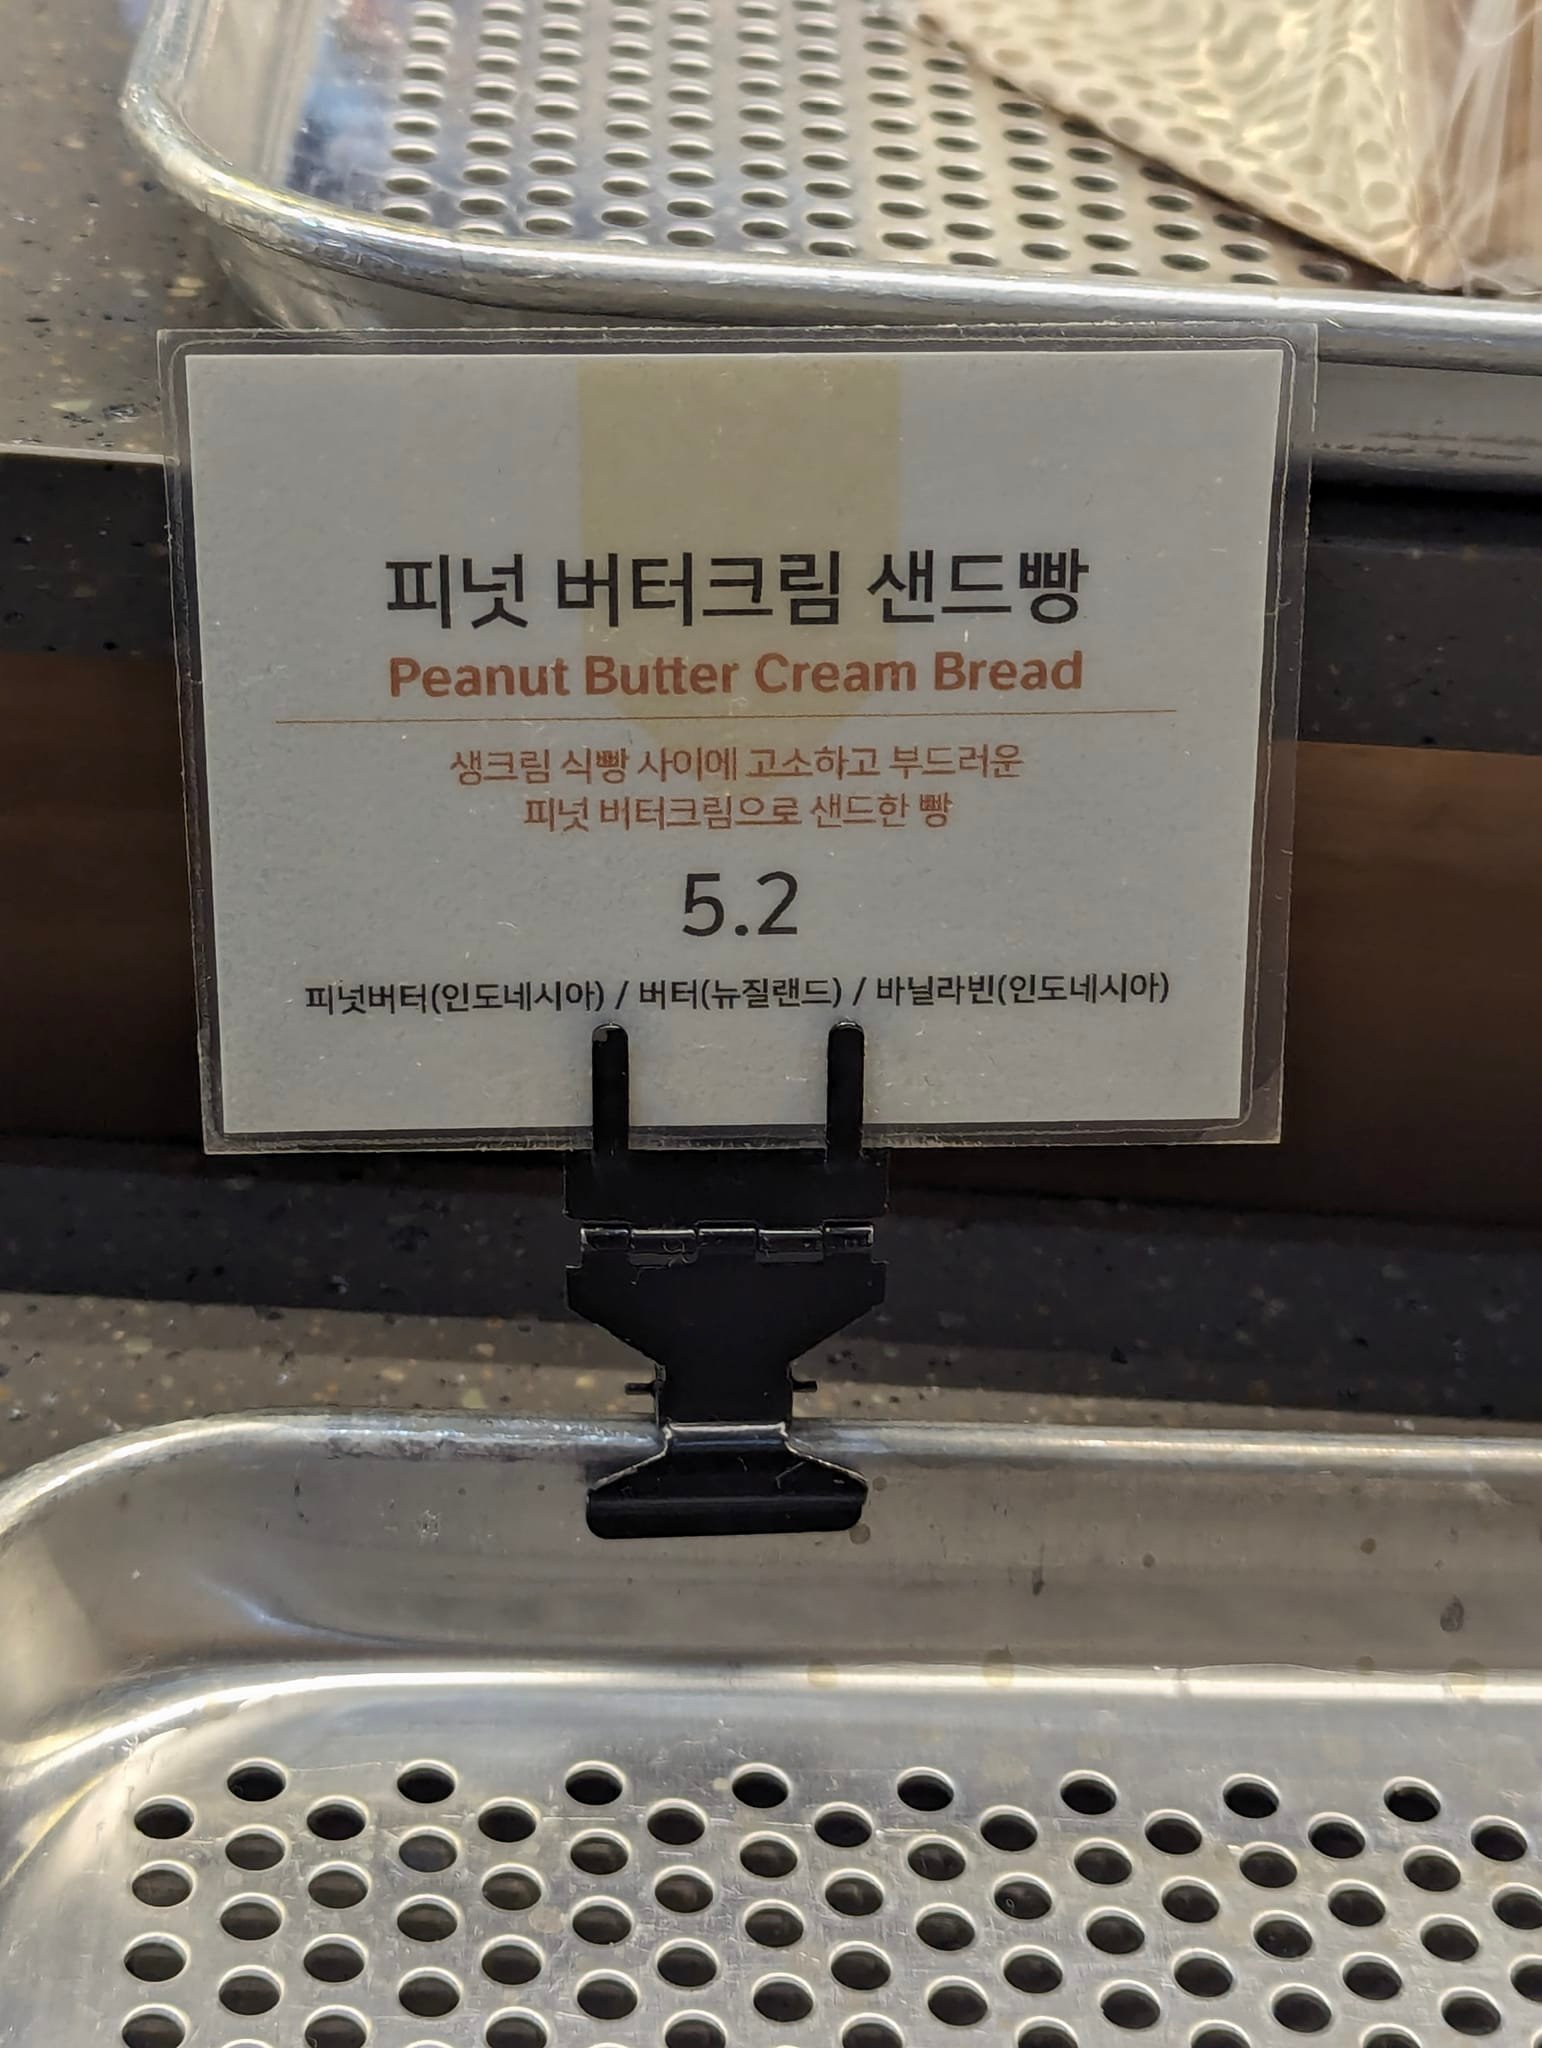 피넛 버터크림 샌드빵
Peanut Butter Cream Bread
생크림 식빵 사이에 고소하고 부드러운
피넛 버터크림으로 샌드한 빵
5.2
피넛버터(인도네시아) / 버터(뉴질랜드) / 바닐라빈(인도네시아)